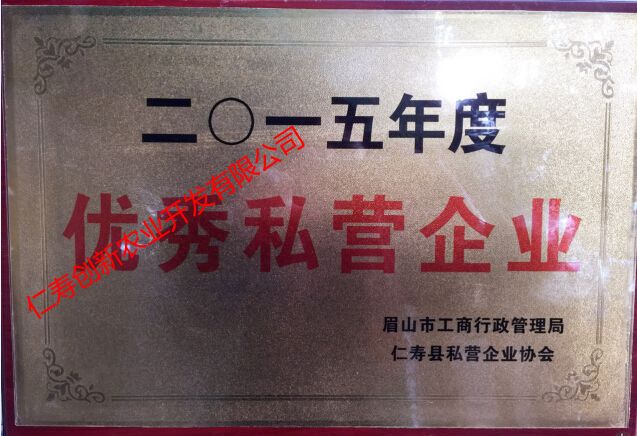 二〇一五年度
优秀私营企业
仁寿创新农业开发有限公司
眉山市工商行政管理局
仁寿县私营企业协会